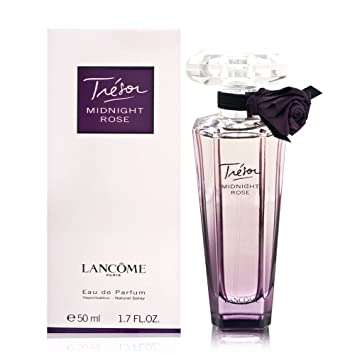 Trésor
MIDNIGHT
ROSE
LANCÔME
PARIS
Eau de Parfum
Vaporisateur - Natural Spray
℮ 50 ml 1.7 FL.OZ.
Trésor
MIDNIGHT
ROSE
LANCÔME